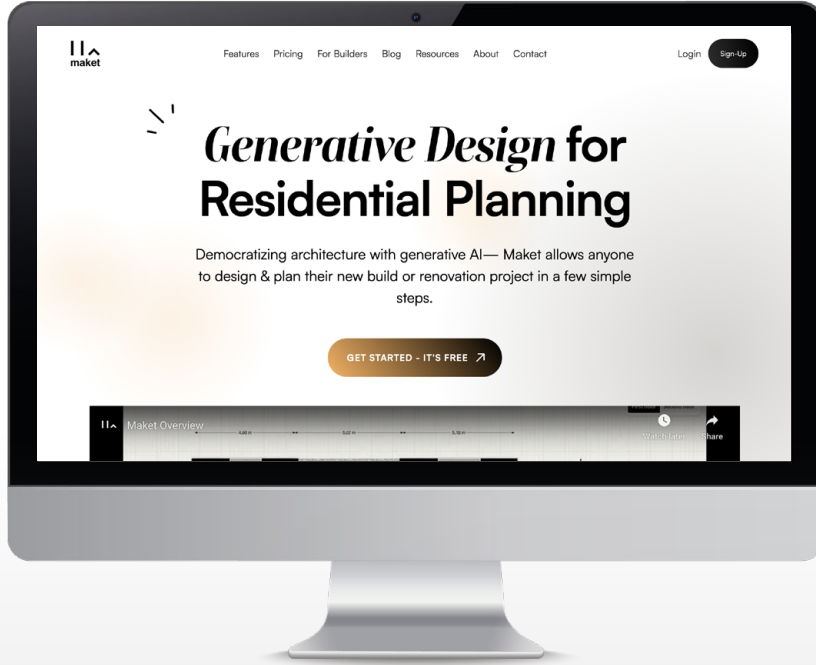 maket
Features Pricing For Builders Blog Resources About Contact Login Sign-Up
Generative Design for
Residential Planning
Democratizing architecture with generative AI— Maket allows anyone
to design & plan their new build or renovation project in a few simple
steps.
GET STARTED - IT'S FREE
Maket Overview
Watch later
Share